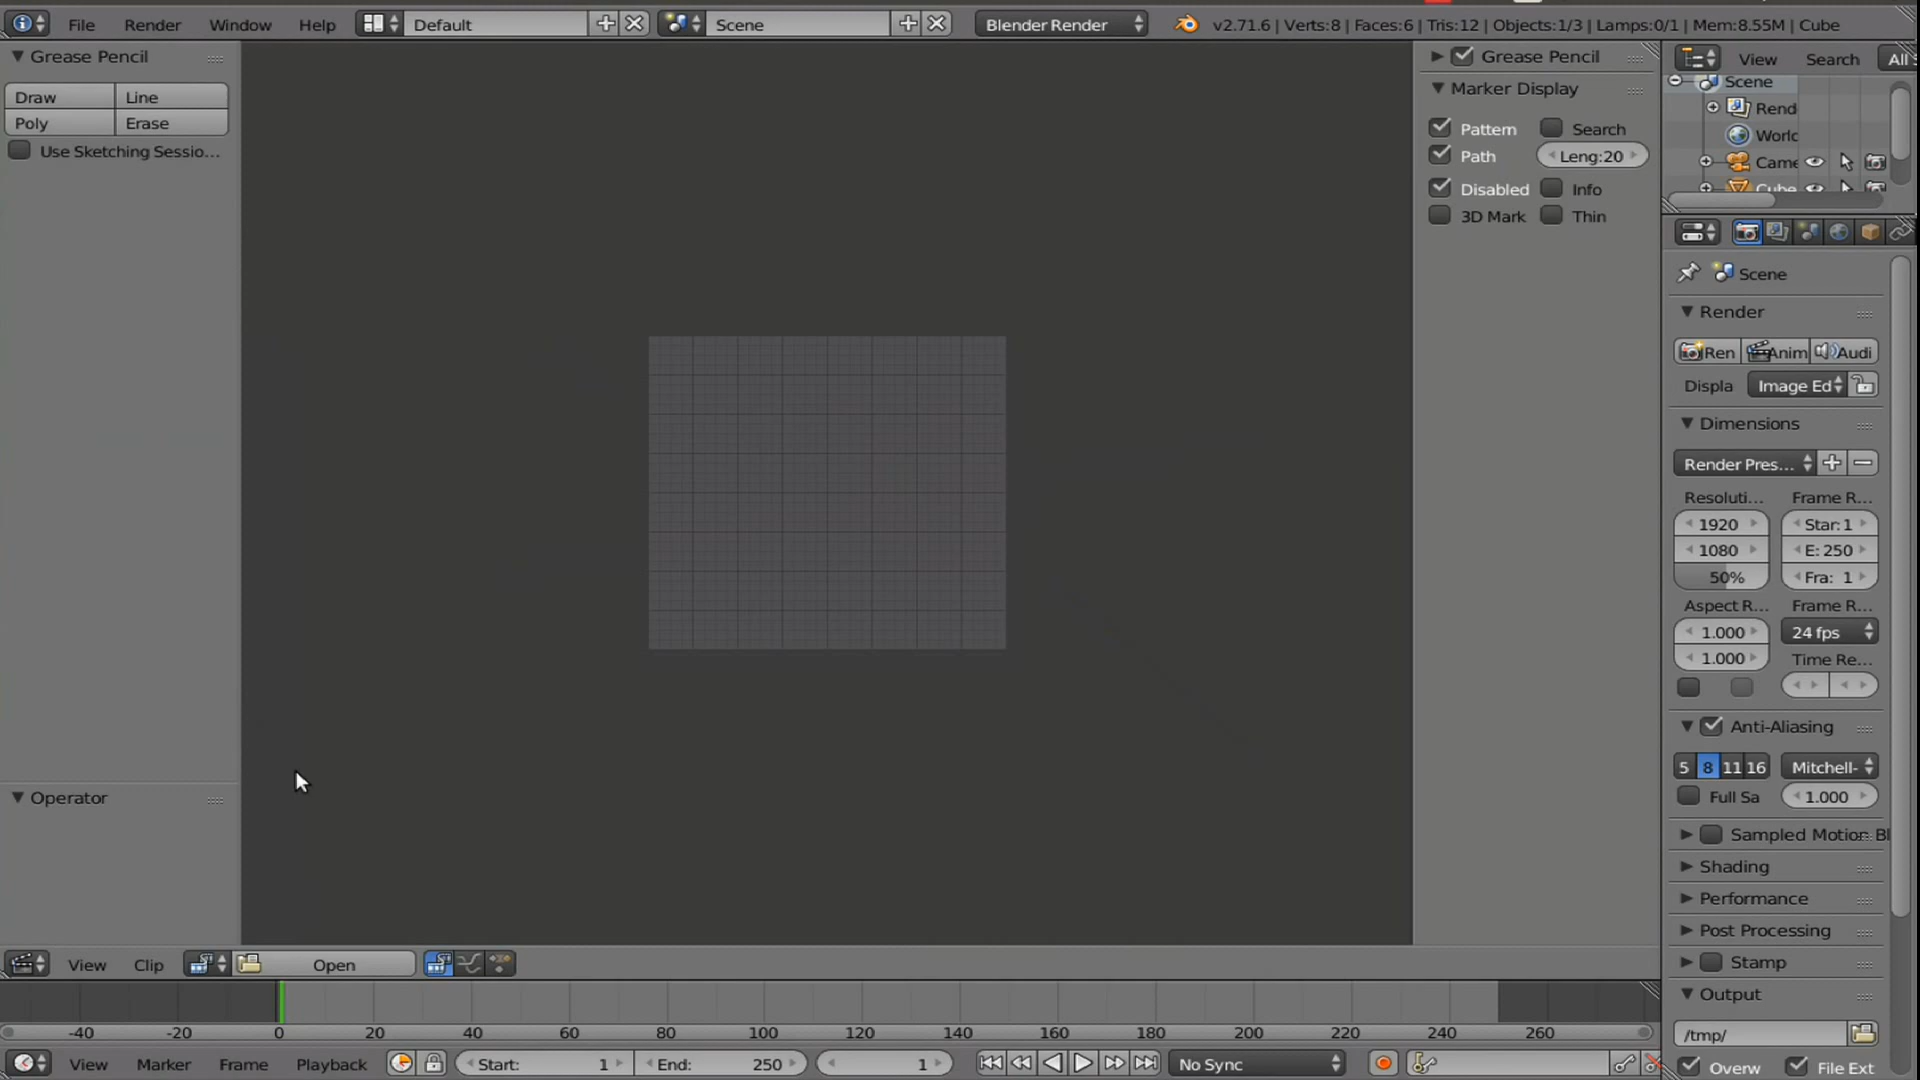 File Render Window Help Default Scene Blender Render v2.71.6 | Verts:8 | Faces:6 | Tris:12 | Objects:1/3 | Lamps:0/1 | Mem:8.55M | Cube
Grease Pencil
Draw Line
Poly Erase
Use Sketching Sessio...
Operator
Grease Pencil
Marker Display
Pattern Search
Path Leng:20
Disabled Info
3D Mark Thin
View Search All
Scene
Rend
World
Came
Cube
Scene
Render
Ren Anim Audi
Displa Image Ed
Dimensions
Render Pres...
Resoluti... Frame R...
1920 Star: 1
1080 E: 250
50% Fra: 1
Aspect R... Frame R...
1.000 24 fps
1.000 Time Re...
Anti-Aliasing
5 8 11 16 Mitchell-
Full Sa 1.000
Sampled Motion Bl
Shading
Performance
Post Processing
Stamp
Output
/tmp/
Overw File Ext
View Clip Open
-40 -20 0 20 40 60 80 100 120 140 160 180 200 220 240 260
View Marker Frame Playback Start: 1 End: 250 1 No Sync